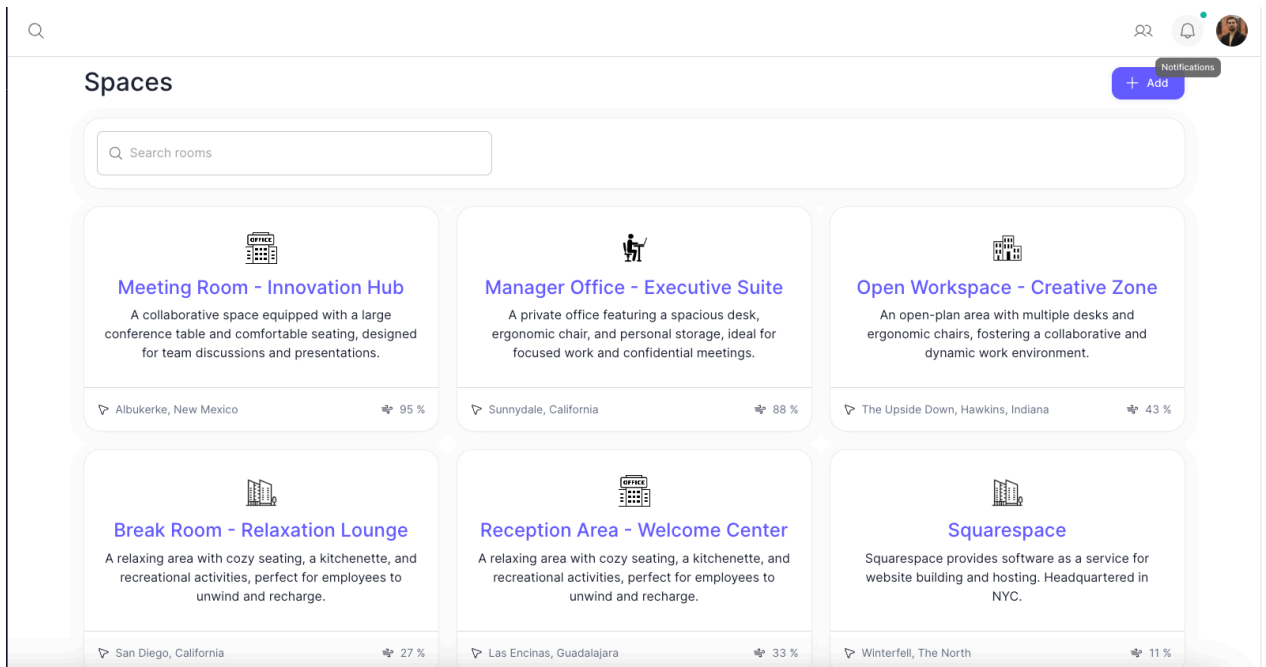 Notifications
Spaces
Add
Search rooms
OFFICE
Meeting Room - Innovation Hub
A collaborative space equipped with a large
conference table and comfortable seating, designed
for team discussions and presentations.
Albukerke, New Mexico
95 %
Manager Office - Executive Suite
A private office featuring a spacious desk,
ergonomic chair, and personal storage, ideal for
focused work and confidential meetings.
Sunnydale, California
88 %
Open Workspace - Creative Zone
An open-plan area with multiple desks and
ergonomic chairs, fostering a collaborative and
dynamic work environment.
The Upside Down, Hawkins, Indiana
43 %
Break Room - Relaxation Lounge
A relaxing area with cozy seating, a kitchenette, and
recreational activities, perfect for employees to
unwind and recharge.
San Diego, California
27 %
OFFICE
Reception Area - Welcome Center
A relaxing area with cozy seating, a kitchenette, and
recreational activities, perfect for employees to
unwind and recharge.
Las Encinas, Guadalajara
33 %
Squarespace
Squarespace provides software as a service for
website building and hosting. Headquartered in
NYC.
Winterfell, The North
11 %